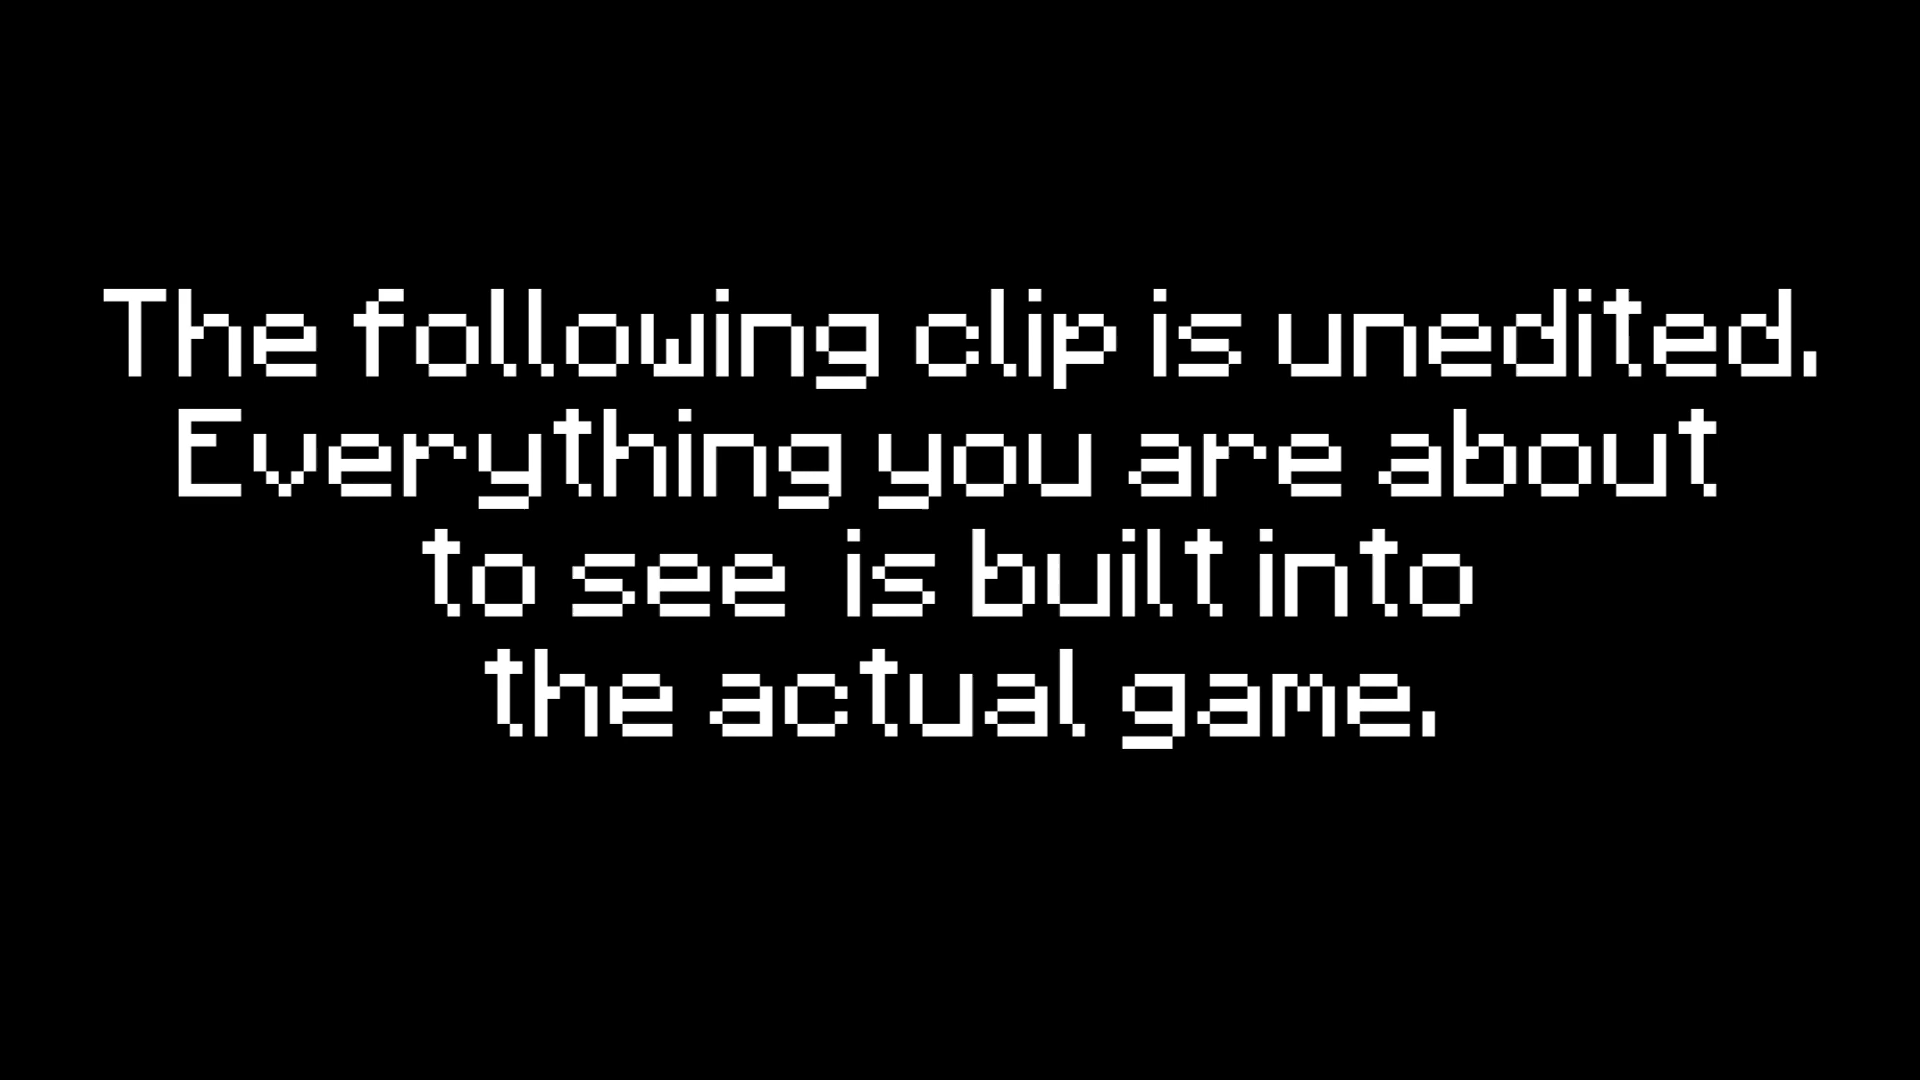 The following clip is unedited.
Everything you are about
to see  is built into
the actual game.